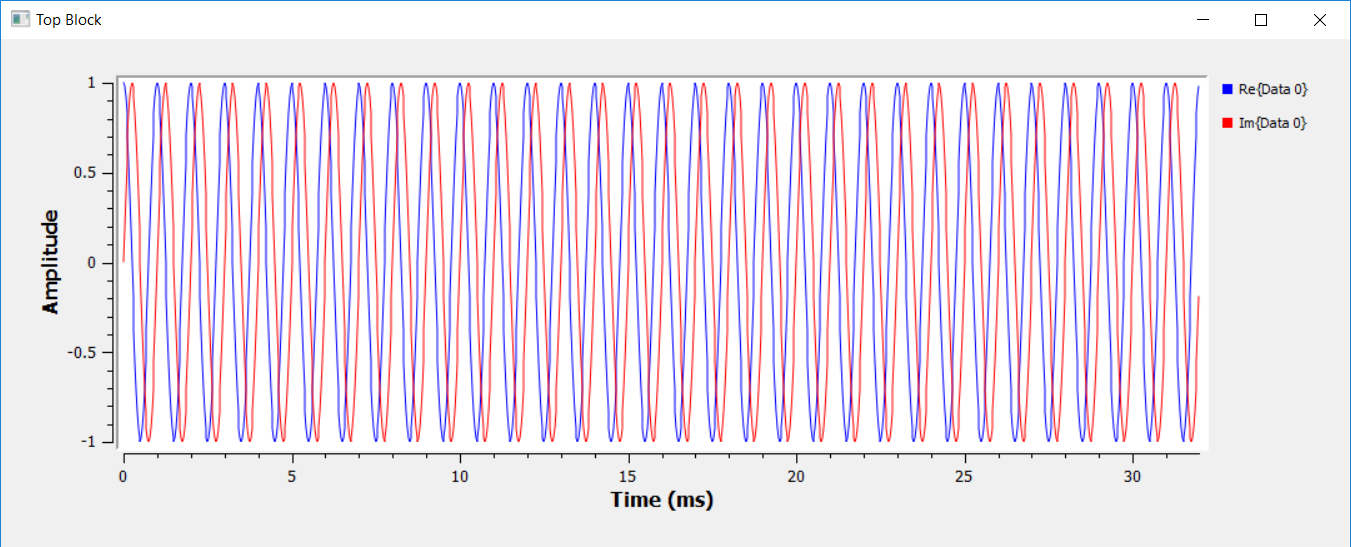 Top Block
Re{Data 0}
Im{Data 0}
Amplitude
1
0.5
0
-0.5
-1
0 5 10 15 20 25 30
Time (ms)